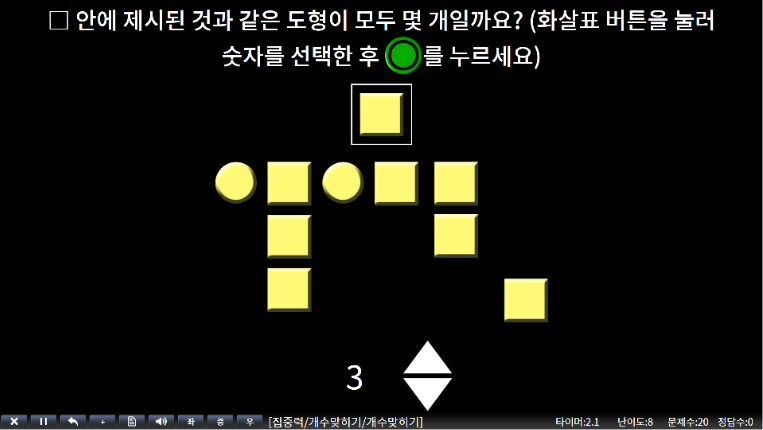 □ 안에 제시된 것과 같은 도형이 모두 몇 개일까요? (화살표 버튼을 눌러
숫자를 선택한 후 를 누르세요)
3
좌 중 우 [집중력/개수맞히기/개수맞히기] 타이머:2.1 난이도:8 문제수:20 정답수:0